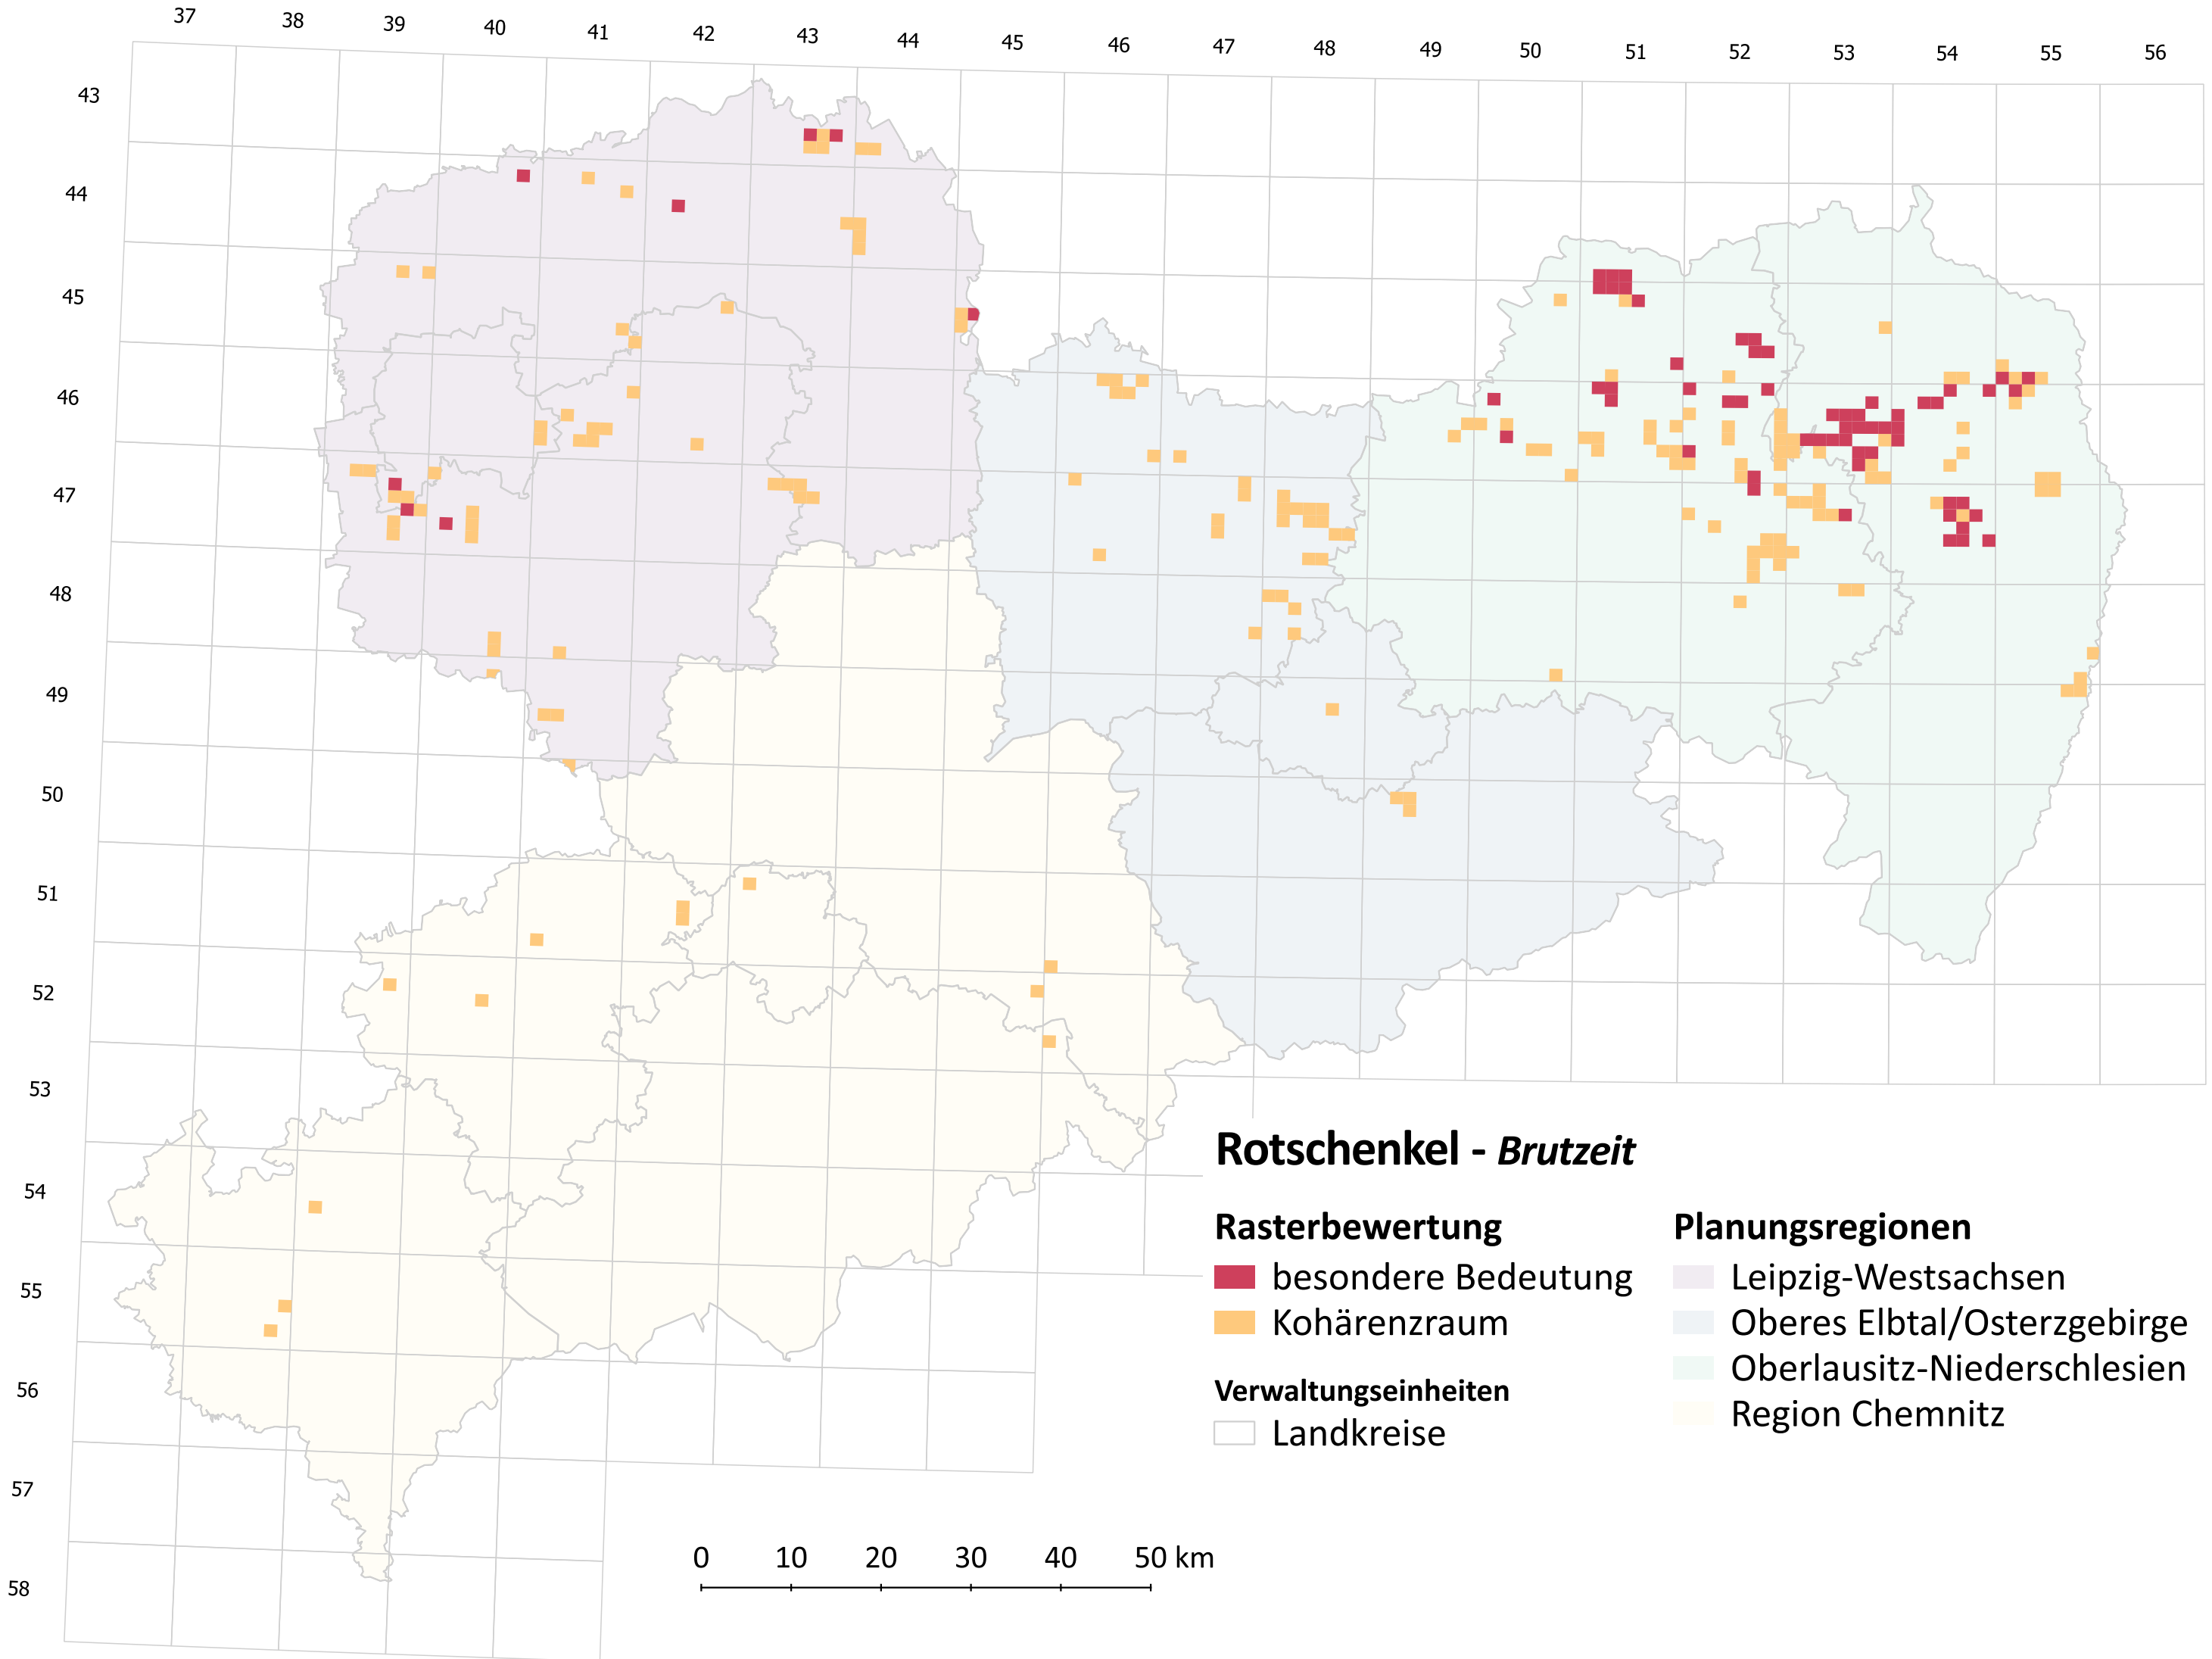 37 38 39 40 41 42 43 44 45 46 47 48 49 50 51 52 53 54 55 56
43
44
45
46
47
48
49
50
51
52
53
54
55
56
57
58
Rotschenkel - Brutzeit
Rasterbewertung
besondere Bedeutung
Kohärenzraum
Verwaltungseinheiten
Landkreise
Planungsregionen
Leipzig-Westsachsen
Oberes Elbtal/Osterzgebirge
Oberlausitz-Niederschlesien
Region Chemnitz
0 10 20 30 40 50 km